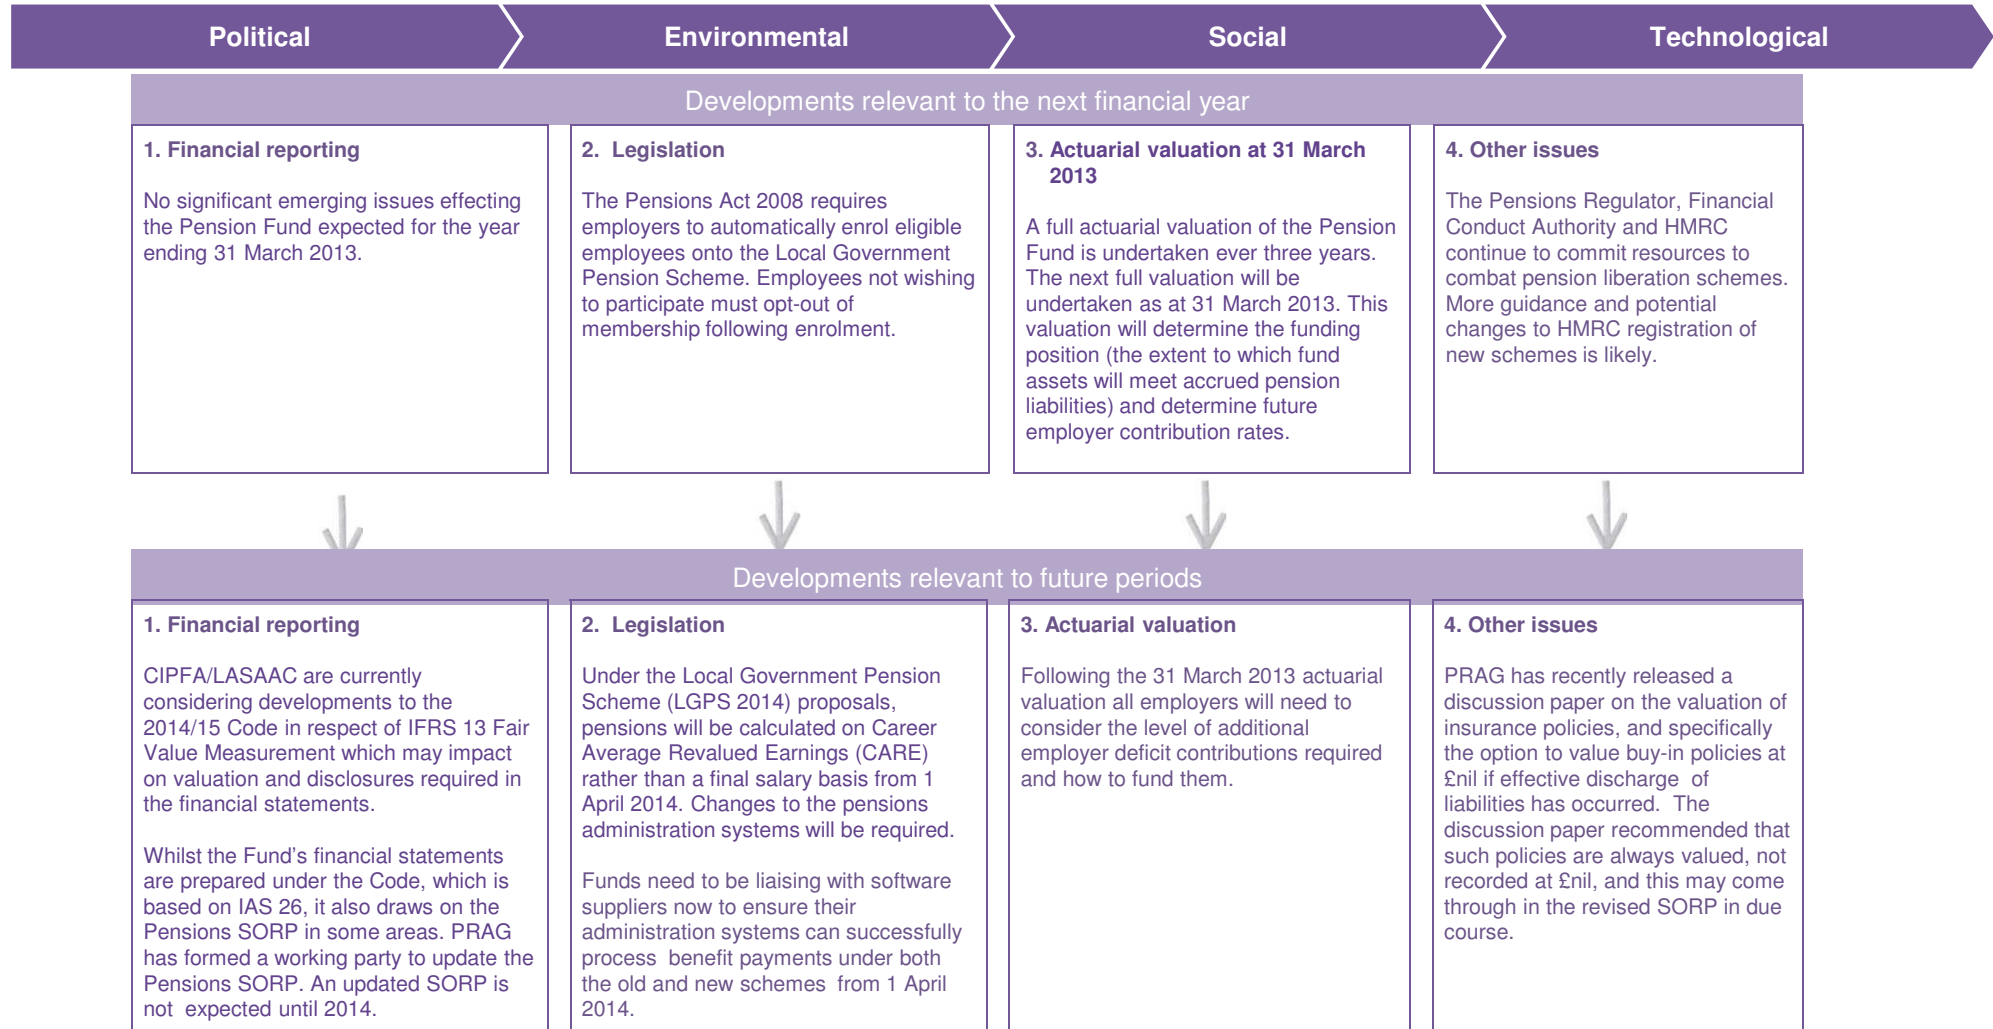 Political
Environmental
Social
Technological
Developments relevant to the next financial year
1. Financial reporting
No significant emerging issues effecting
the Pension Fund expected for the year
ending 31 March 2013.
2. Legislation
The Pensions Act 2008 requires
employers to automatically enrol eligible
employees onto the Local Government
Pension Scheme. Employees not wishing
to participate must opt-out of
membership following enrolment.
3. Actuarial valuation at 31 March
2013
A full actuarial valuation of the Pension
Fund is undertaken ever three years.
The next full valuation will be
undertaken as at 31 March 2013. This
valuation will determine the funding
position (the extent to which fund
assets will meet accrued pension
liabilities) and determine future
employer contribution rates.
4. Other issues
The Pensions Regulator, Financial
Conduct Authority and HMRC
continue to commit resources to
combat pension liberation schemes.
More guidance and potential
changes to HMRC registration of
new schemes is likely.
Developments relevant to future periods
1. Financial reporting
CIPFA/LASAAC are currently
considering developments to the
2014/15 Code in respect of IFRS 13 Fair
Value Measurement which may impact
on valuation and disclosures required in
the financial statements.
Whilst the Fund's financial statements
are prepared under the Code, which is
based on IAS 26, it also draws on the
Pensions SORP in some areas. PRAG
has formed a working party to update the
Pensions SORP. An updated SORP is
not expected until 2014.
2. Legislation
Under the Local Government Pension
Scheme (LGPS 2014) proposals,
pensions will be calculated on Career
Average Revalued Earnings (CARE)
rather than a final salary basis from 1
April 2014. Changes to the pensions
administration systems will be required.
Funds need to be liaising with software
suppliers now to ensure their
administration systems can successfully
process benefit payments under both
the old and new schemes from 1 April
2014.
3. Actuarial valuation
Following the 31 March 2013 actuarial
valuation all employers will need to
consider the level of additional
employer deficit contributions required
and how to fund them.
4. Other issues
PRAG has recently released a
discussion paper on the valuation of
insurance policies, and specifically
the option to value buy-in policies at
£nil if effective discharge of
liabilities has occurred. The
discussion paper recommended that
such policies are always valued, not
recorded at £nil, and this may come
through in the revised SORP in due
course.